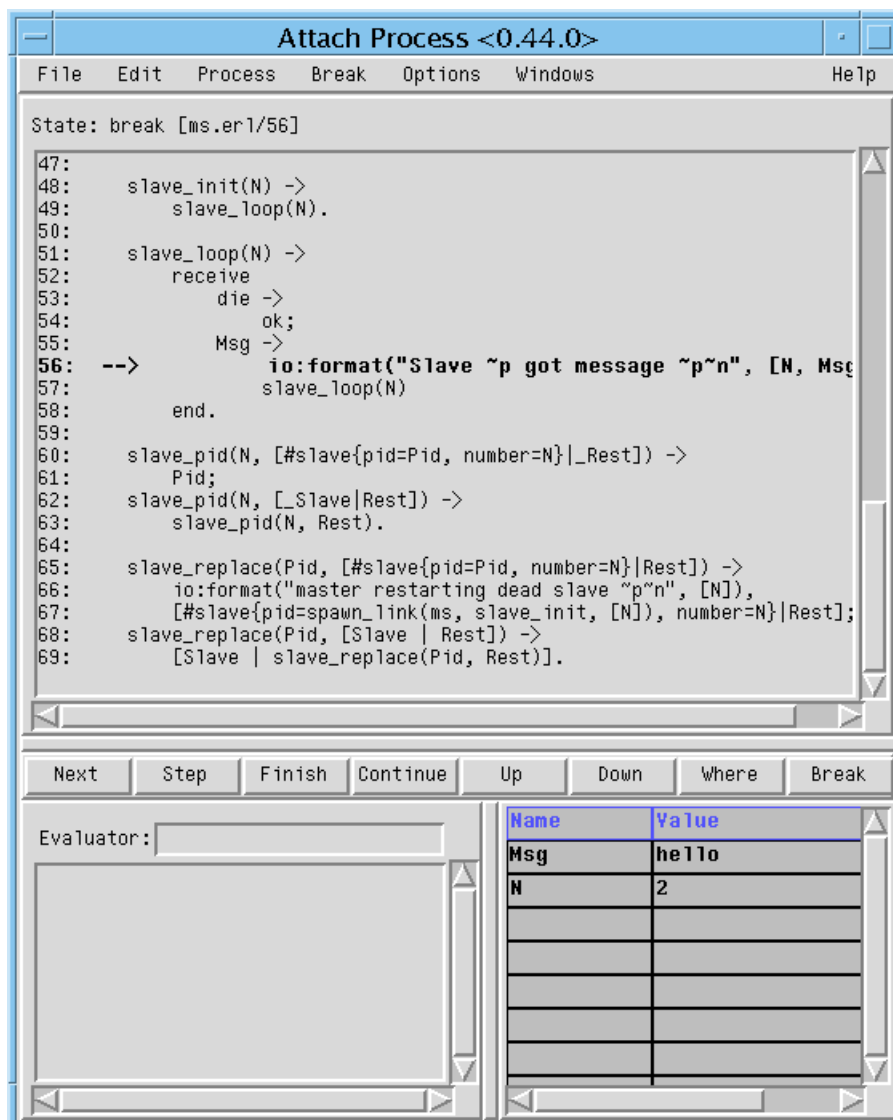 Attach Process <0.44.0>
File Edit Process Break Options Windows Help
State: break [ms.erl/56]
47:
48: slave_init(N) ->
49: slave_loop(N).
50:
51: slave_loop(N) ->
52: receive
53: die ->
54: ok;
55: Msg ->
56: --> io:format("Slave ~p got message ~p~n", [N, Msg
57: slave_loop(N)
58: end.
59:
60: slave_pid(N, [#slave{pid=Pid, number=N}|_Rest]) ->
61: Pid;
62: slave_pid(N, [_Slave|Rest]) ->
63: slave_pid(N, Rest).
64:
65: slave_replace(Pid, [#slave{pid=Pid, number=N}|Rest]) ->
66: io:format("master restarting dead slave ~p~n", [N]),
67: [#slave{pid=spawn_link(ms, slave_init, [N]), number=N}|Rest];
68: slave_replace(Pid, [Slave | Rest]) ->
69: [Slave | slave_replace(Pid, Rest)].
Next Step Finish Continue Up Down Where Break
Evaluator:
Name Value
Msg hello
N 2